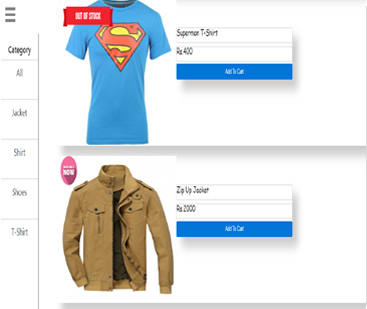 OUT OF STOCK
Superman T-Shirt
Rs.400
Add To Cart
Category
All
Jacket
Shirt
Shoes
T-Shirt
NOW
Zip Up Jacket
Rs.2000
Add To Cart